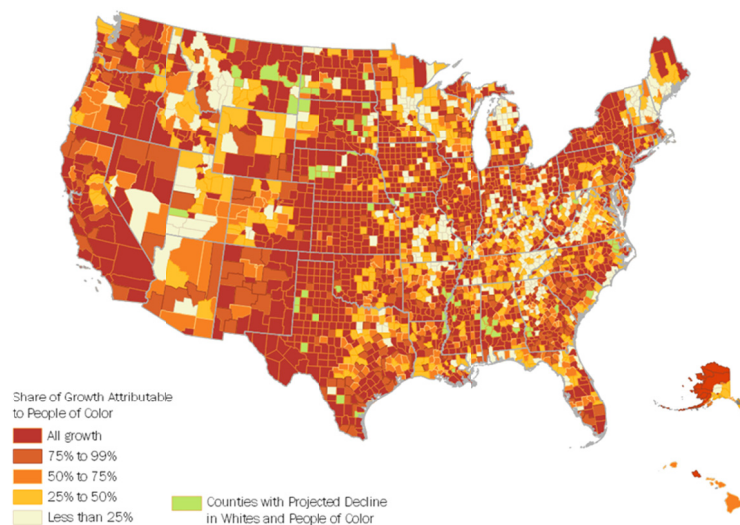 Share of Growth Attributable
to People of Color
All growth
75% to 99%
50% to 75%
25% to 50%
Less than 25%
Counties with Projected Decline
in Whites and People of Color